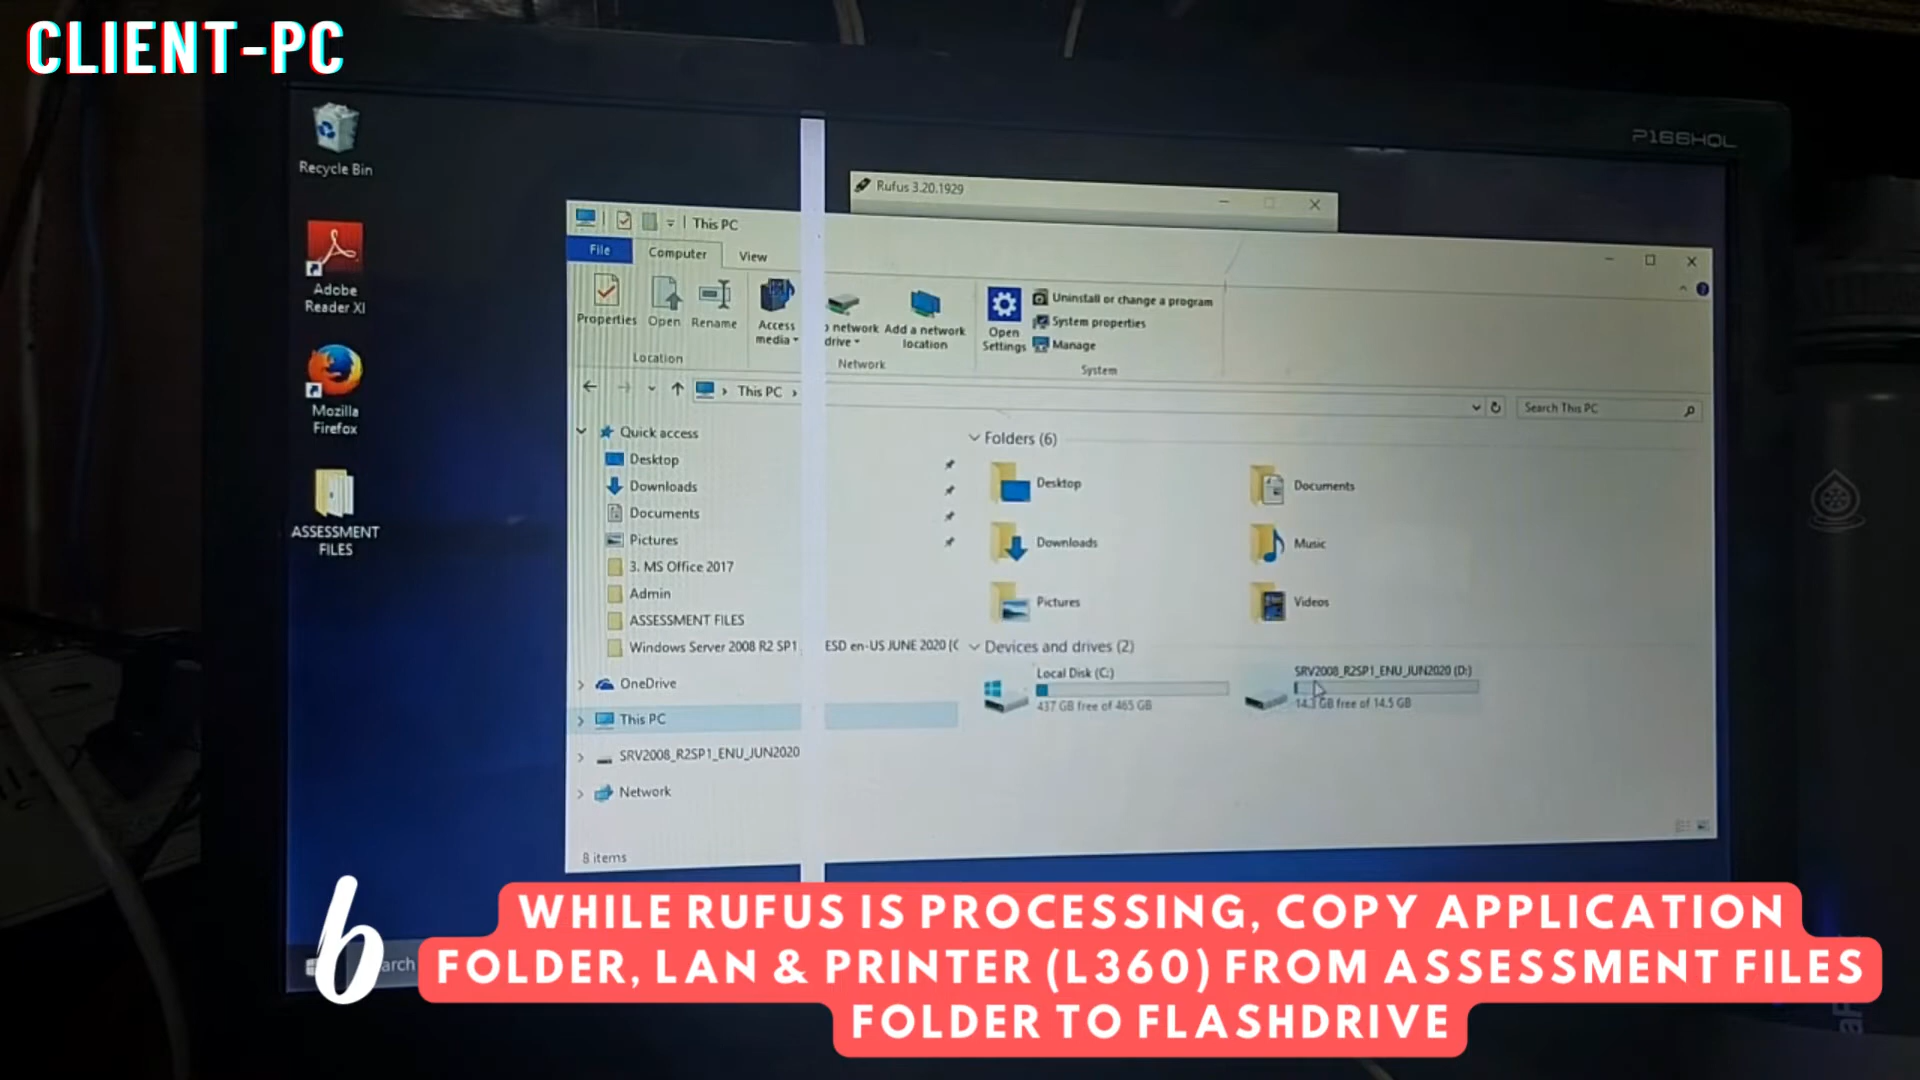 CLIENT-PC
P166HQL
Recycle Bin
Adobe
Reader XI
Mozilla
Firefox
ASSESSMENT
FILES
Rufus 3.20.1929
This PC
File
Computer
View
Properties
Open
Rename
Access
media
network
drive
Add a network
location
Open
Settings
Uninstall or change a program
System properties
Manage
Location
Network
System
This PC
Search This PC
Quick access
Desktop
Downloads
Documents
Pictures
3. MS Office 2017
Admin
ASSESSMENT FILES
Windows Server 2008 R2 SP1 ESD en-US JUNE 2020 (
OneDrive
This PC
SRV2008_R2SP1_ENU_JUN2020
Network
8 items
Folders (6)
Desktop
Documents
Downloads
Music
Pictures
Videos
Devices and drives (2)
Local Disk (C:)
437 GB free of 465 GB
SRV2008_R2SP1_ENU_JUN2020 (D:)
14.3 GB free of 14.5 GB
arch
6
WHILE RUFUS IS PROCESSING, COPY APPLICATION
FOLDER, LAN & PRINTER (L360) FROM ASSESSMENT FILES
FOLDER TO FLASHDRIVE